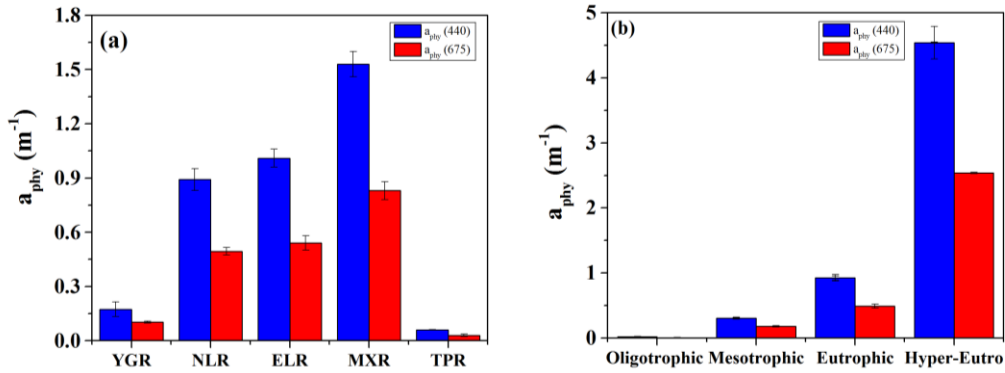 (a)
a_phy (440)
a_phy (675)
1.8
1.5
1.2
0.9
0.6
0.3
0.0
a_phy (m^-1)
YGR NLR ELR MXR TPR
(b)
a_phy (440)
a_phy (675)
5
4
3
2
1
0
a_phy (m^-1)
Oligotrophic Mesotrophic Eutrophic Hyper-Eutro